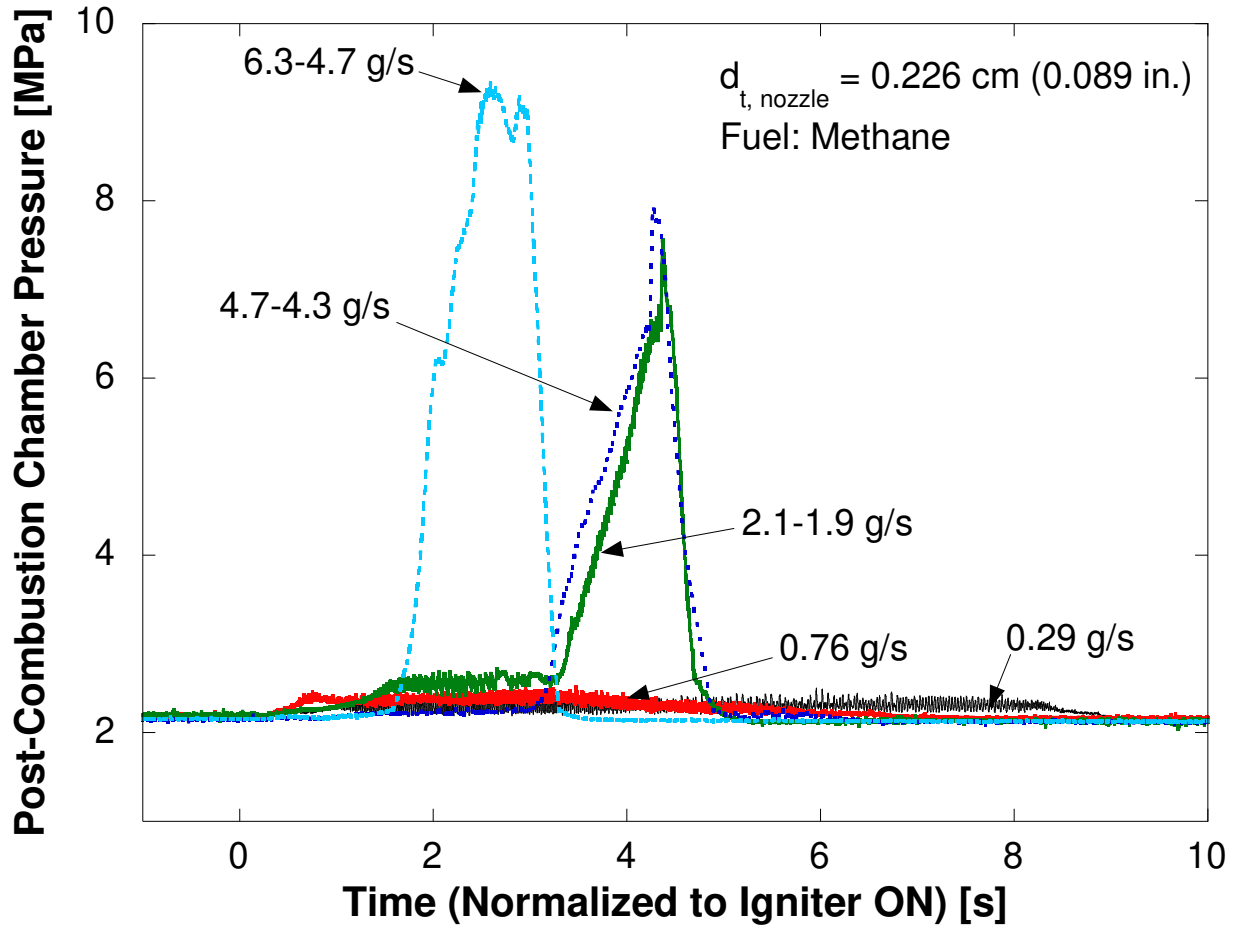 Post-Combustion Chamber Pressure [MPa]
10
8
6
4
2
6.3-4.7 g/s
d_t, nozzle = 0.226 cm (0.089 in.)
Fuel: Methane
4.7-4.3 g/s
2.1-1.9 g/s
0.76 g/s
0.29 g/s
0 2 4 6 8 10
Time (Normalized to Igniter ON) [s]